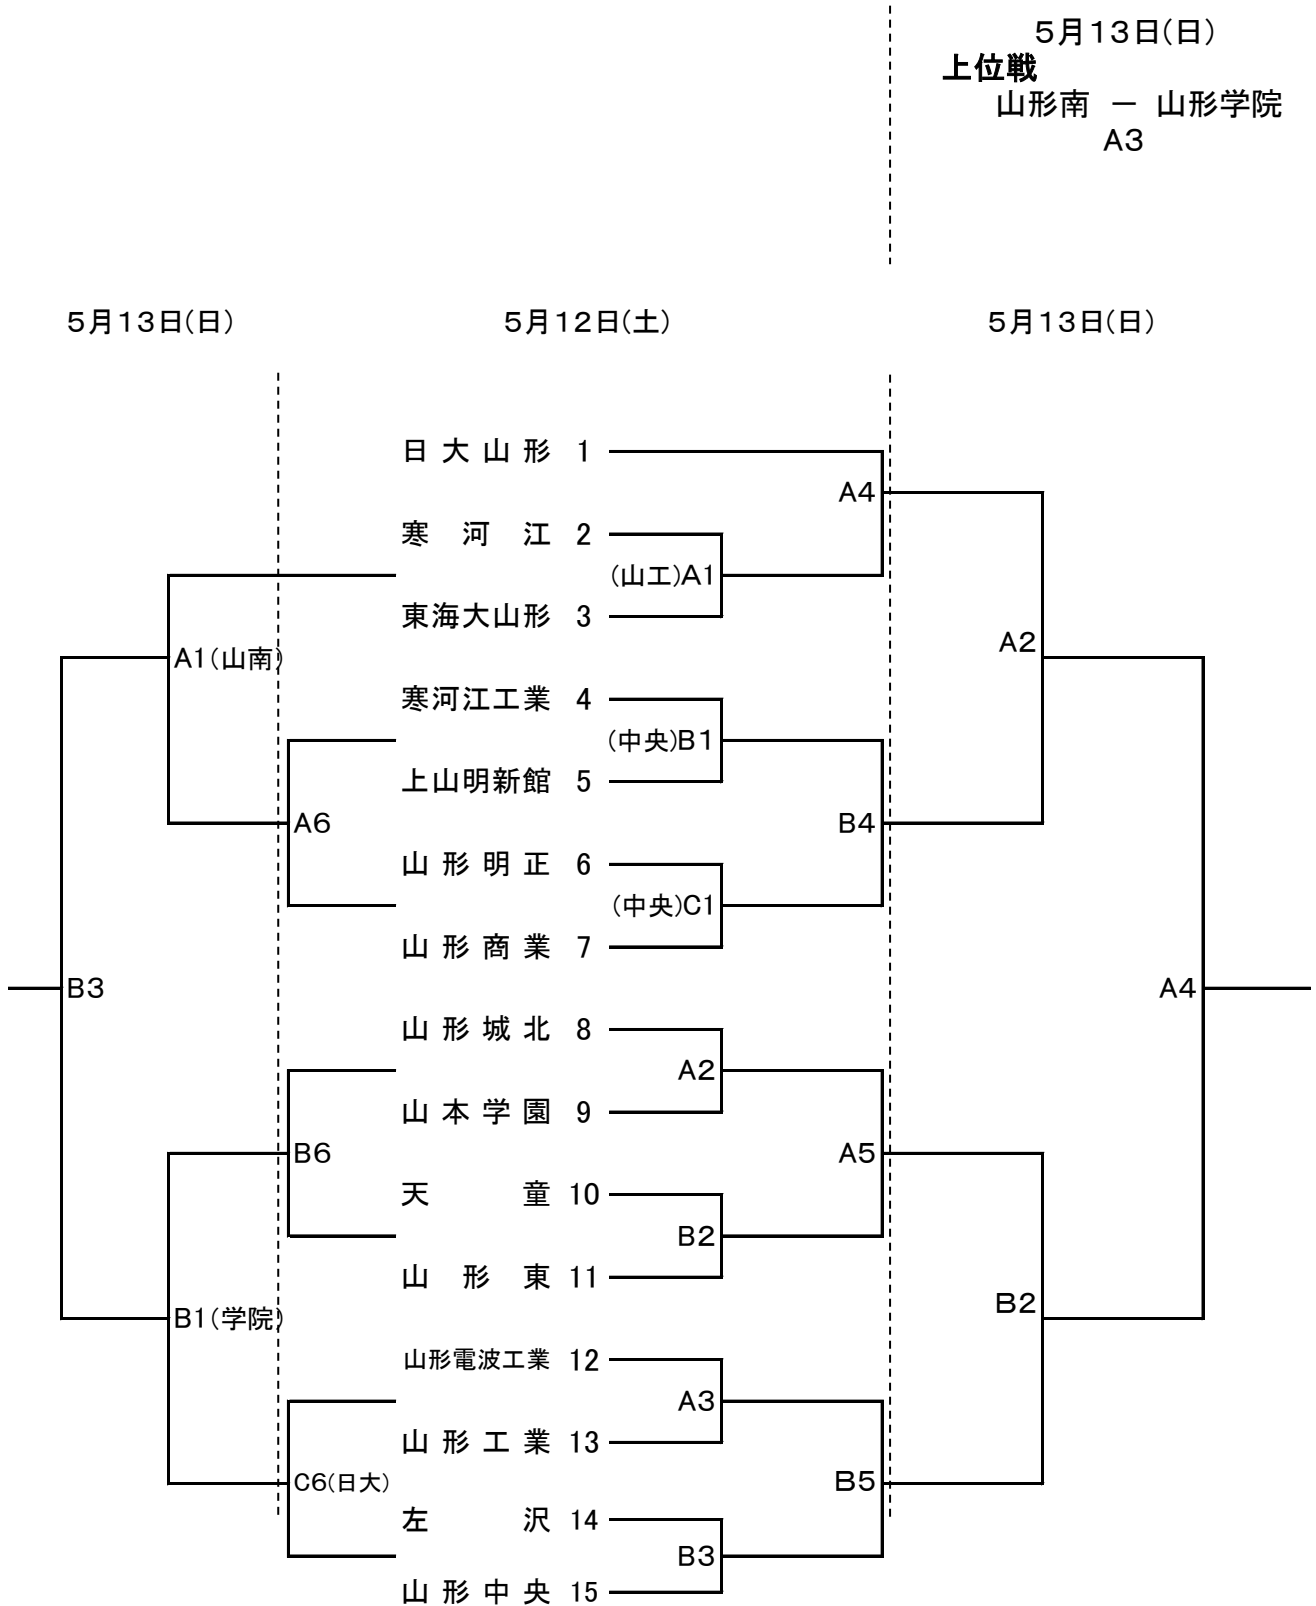 5月13日(日)
上位戦
山形南 － 山形学院
A3
5月13日(日) 5月12日(土) 5月13日(日)
日大山形 1
A4
寒河江 2
(山工)A1
東海大山形 3
A2
A1(山南)
寒河江工業 4
(中央)B1
上山明新館 5
A6
B4
山形明正 6
(中央)C1
山形商業 7
B3
A4
山形城北 8
A2
山本学園 9
B6
A5
天童 10
B2
山形東 11
B2
B1(学院)
山形電波工業 12
A3
山形工業 13
C6(日大)
B5
左沢 14
B3
山形中央 15